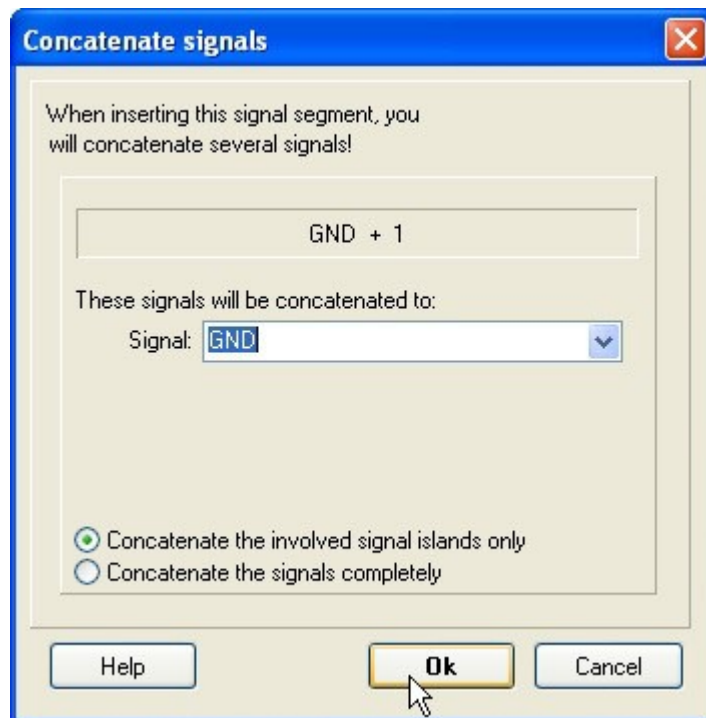 Concatenate signals
When inserting this signal segment, you
will concatenate several signals!
GND + 1
These signals will be concatenated to:
Signal: GND
Concatenate the involved signal islands only
Concatenate the signals completely
Help Ok Cancel